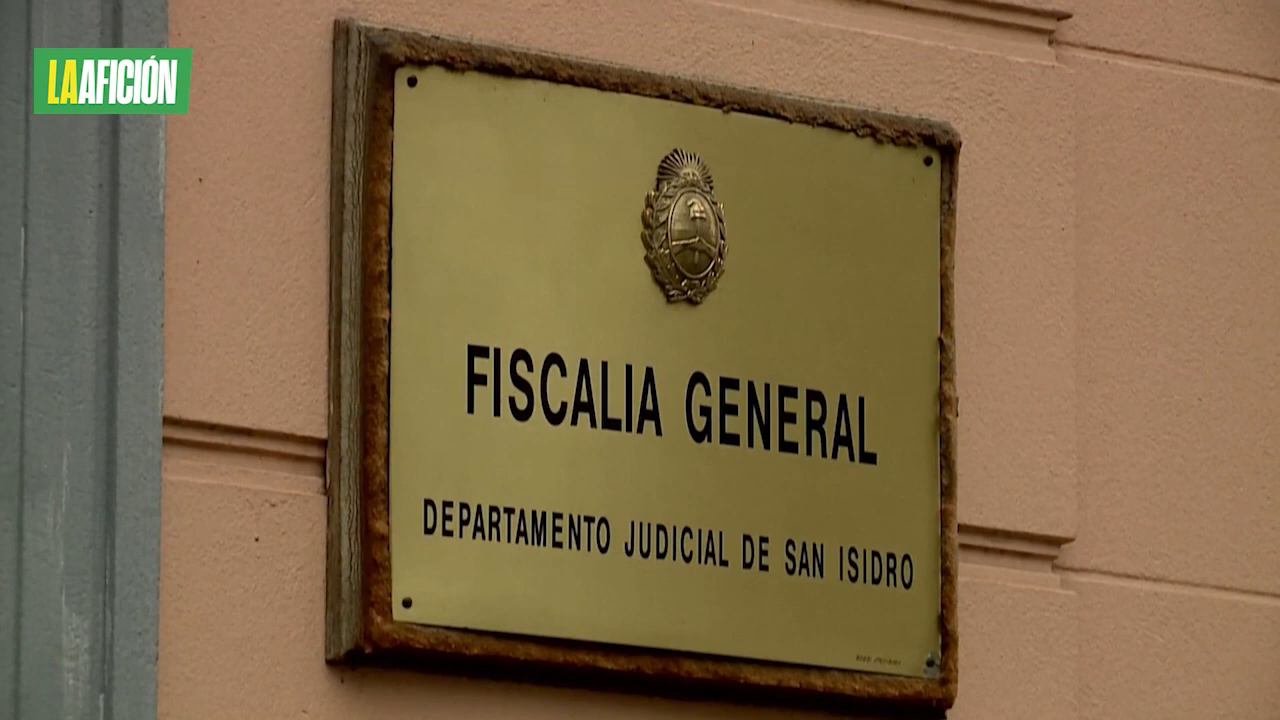 LAAFICIÓN
FISCALIA GENERAL
DEPARTAMENTO JUDICIAL DE SAN ISIDRO